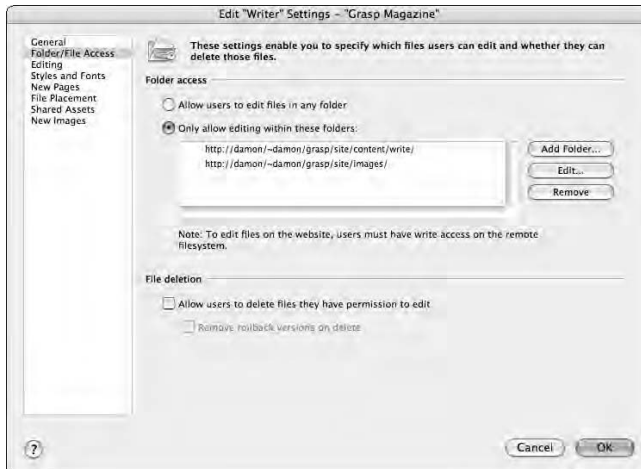 Edit "Writer" Settings – "Grasp Magazine"
General
Folder/File Access
Editing
Styles and Fonts
New Pages
File Placement
Shared Assets
New Images
These settings enable you to specify which files users can edit and whether they can
delete those files.
Folder access
Allow users to edit files in any folder
Only allow editing within these folders:
http://damon/~damon/grasp/site/content/write/
http://damon/~damon/grasp/site/images/
Add Folder...
Edit...
Remove
Note: To edit files on the website, users must have write access on the remote
filesystem.
File deletion
Allow users to delete files they have permission to edit
Remove rollback versions on delete
?
Cancel
OK